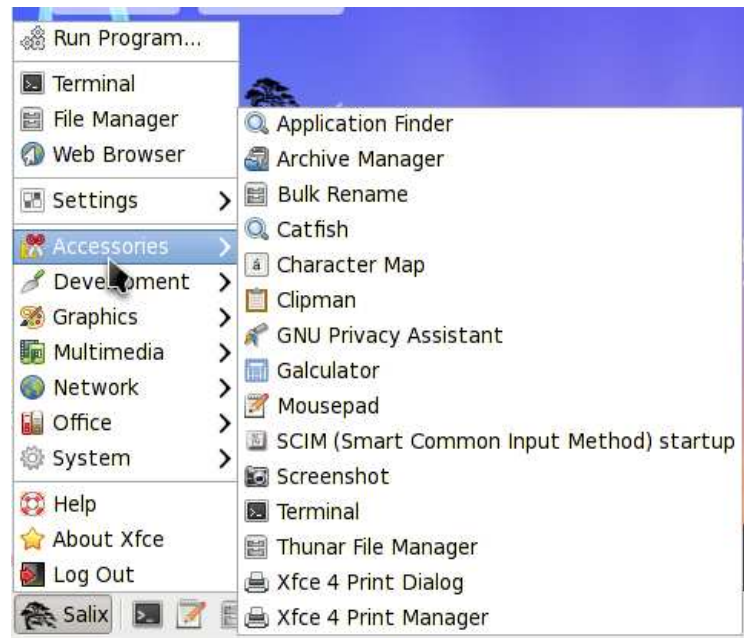 Run Program...
Terminal
File Manager
Web Browser
Settings
Accessories
Development
Graphics
Multimedia
Network
Office
System
Help
About Xfce
Log Out
Salix
Application Finder
Archive Manager
Bulk Rename
Catfish
á Character Map
Clipman
GNU Privacy Assistant
Galculator
Mousepad
SCIM (Smart Common Input Method) startup
Screenshot
Terminal
Thunar File Manager
Xfce 4 Print Dialog
Xfce 4 Print Manager